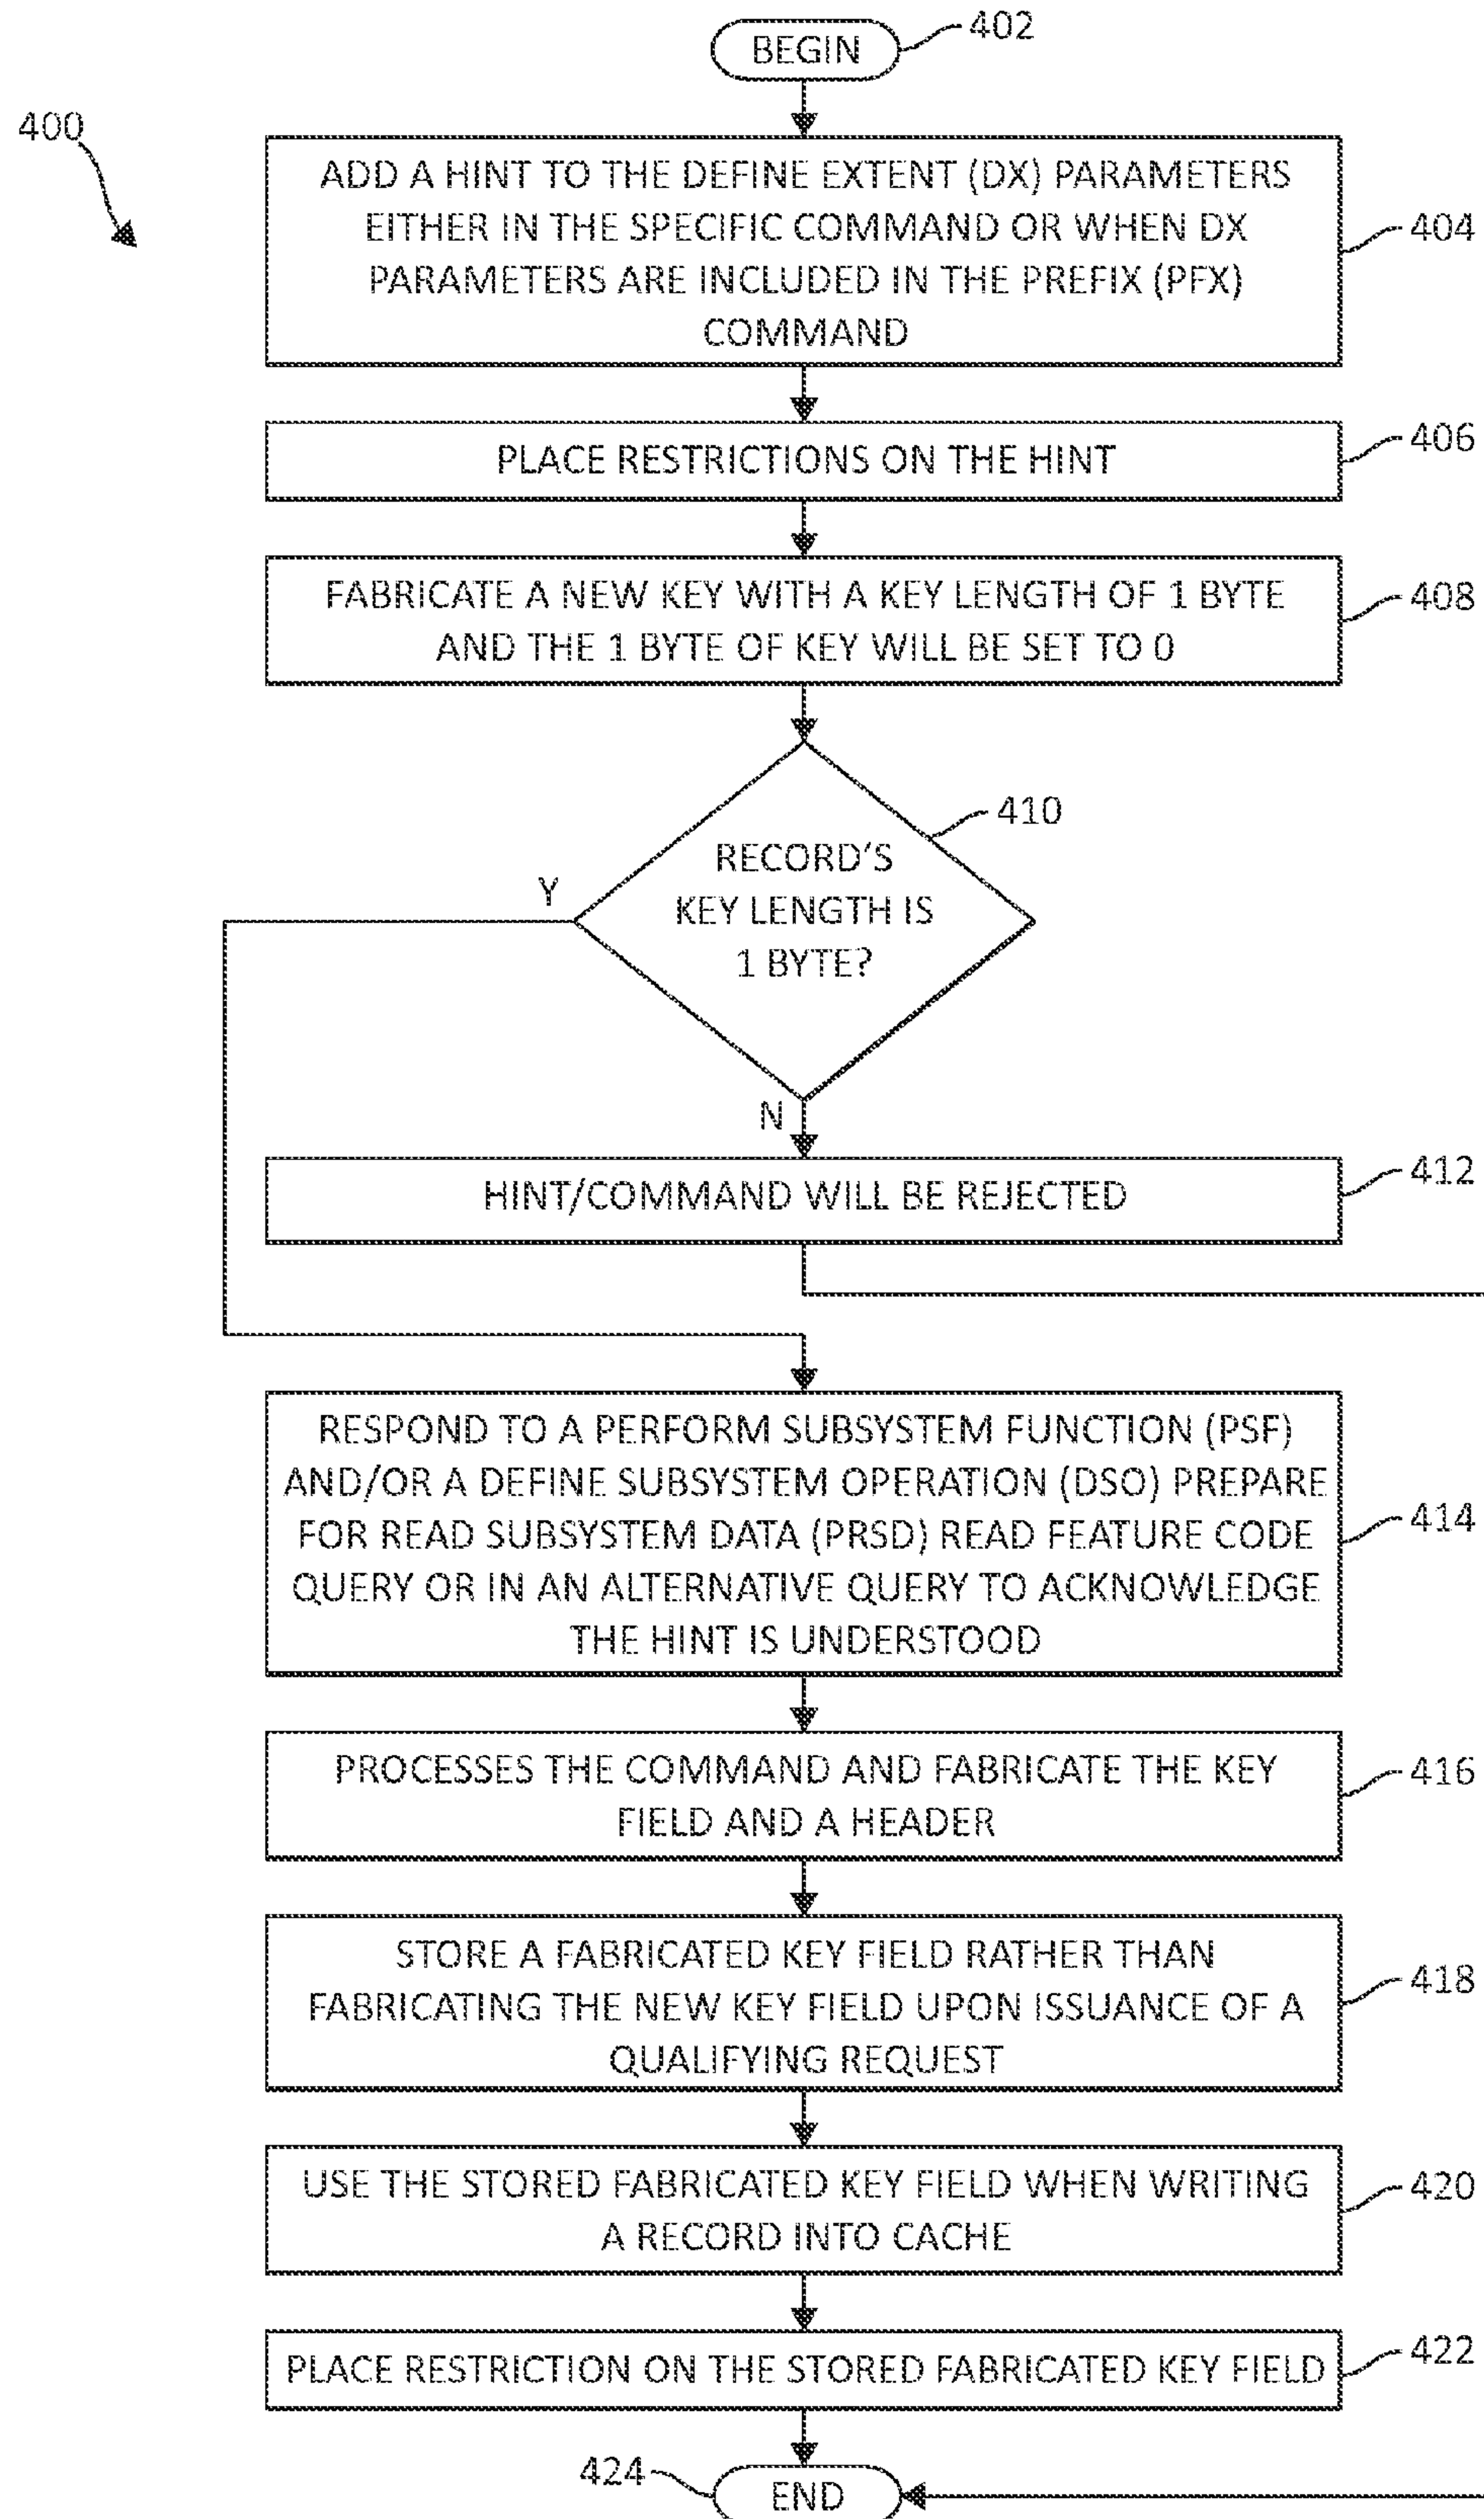 BEGIN
402
400
ADD A HINT TO THE DEFINE EXTENT (DX) PARAMETERS
EITHER IN THE SPECIFIC COMMAND OR WHEN DX
PARAMETERS ARE INCLUDED IN THE PREFIX (PFX)
COMMAND
404
PLACE RESTRICTIONS ON THE HINT
406
FABRICATE A NEW KEY WITH A KEY LENGTH OF 1 BYTE
AND THE 1 BYTE OF KEY WILL BE SET TO 0
408
RECORD'S
KEY LENGTH IS
1 BYTE?
410
Y
N
HINT/COMMAND WILL BE REJECTED
412
RESPOND TO A PERFORM SUBSYSTEM FUNCTION (PSF)
AND/OR A DEFINE SUBSYSTEM OPERATION (DSO) PREPARE
FOR READ SUBSYSTEM DATA (PRSD) READ FEATURE CODE
QUERY OR IN AN ALTERNATIVE QUERY TO ACKNOWLEDGE
THE HINT IS UNDERSTOOD
414
PROCESSES THE COMMAND AND FABRICATE THE KEY
FIELD AND A HEADER
416
STORE A FABRICATED KEY FIELD RATHER THAN
FABRICATING THE NEW KEY FIELD UPON ISSUANCE OF A
QUALIFYING REQUEST
418
USE THE STORED FABRICATED KEY FIELD WHEN WRITING
A RECORD INTO CACHE
420
PLACE RESTRICTION ON THE STORED FABRICATED KEY FIELD
422
424
END